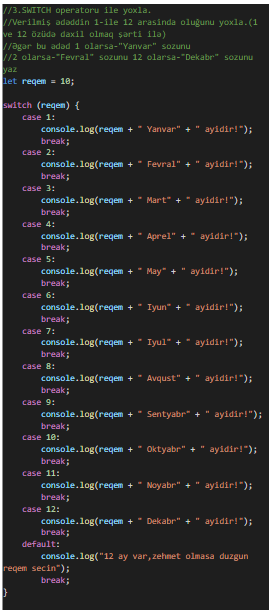 //3.SWITCH operatoru ile yoxla.
//Verilmiş ədəddin 1-ile 12 arasinda oluğunu yoxla.(1
ve 12 özüdə daxil olmaq şərti ilə)
//Əgər bu ədəd 1 olarsa-"Yanvar" sozunu
//2 olarsa-"Fevral" sozunu 12 olarsa-"Dekabr" sozunu
yaz
let reqem = 10;
switch (reqem) {
case 1:
console.log(reqem + " Yanvar" + " ayidir!");
break;
case 2:
console.log(reqem + " Fevral" + " ayidir!");
break;
case 3:
console.log(reqem + " Mart" + " ayidir!");
break;
case 4:
console.log(reqem + " Aprel" + " ayidir!");
break;
case 5:
console.log(reqem + " May" + " ayidir!");
break;
case 6:
console.log(reqem + " Iyun" + " ayidir!");
break;
case 7:
console.log(reqem + " Iyul" + " ayidir!");
break;
case 8:
console.log(reqem + " Avqust" + " ayidir!");
break;
case 9:
console.log(reqem + " Sentyabr" + " ayidir!");
break;
case 10:
console.log(reqem + " Oktyabr" + " ayidir!");
break;
case 11:
console.log(reqem + " Noyabr" + " ayidir!");
break;
case 12:
console.log(reqem + " Dekabr" + " ayidir!");
break;
default:
console.log("12 ay var,zehmet olmasa duzgun
reqem secin");
break;
}